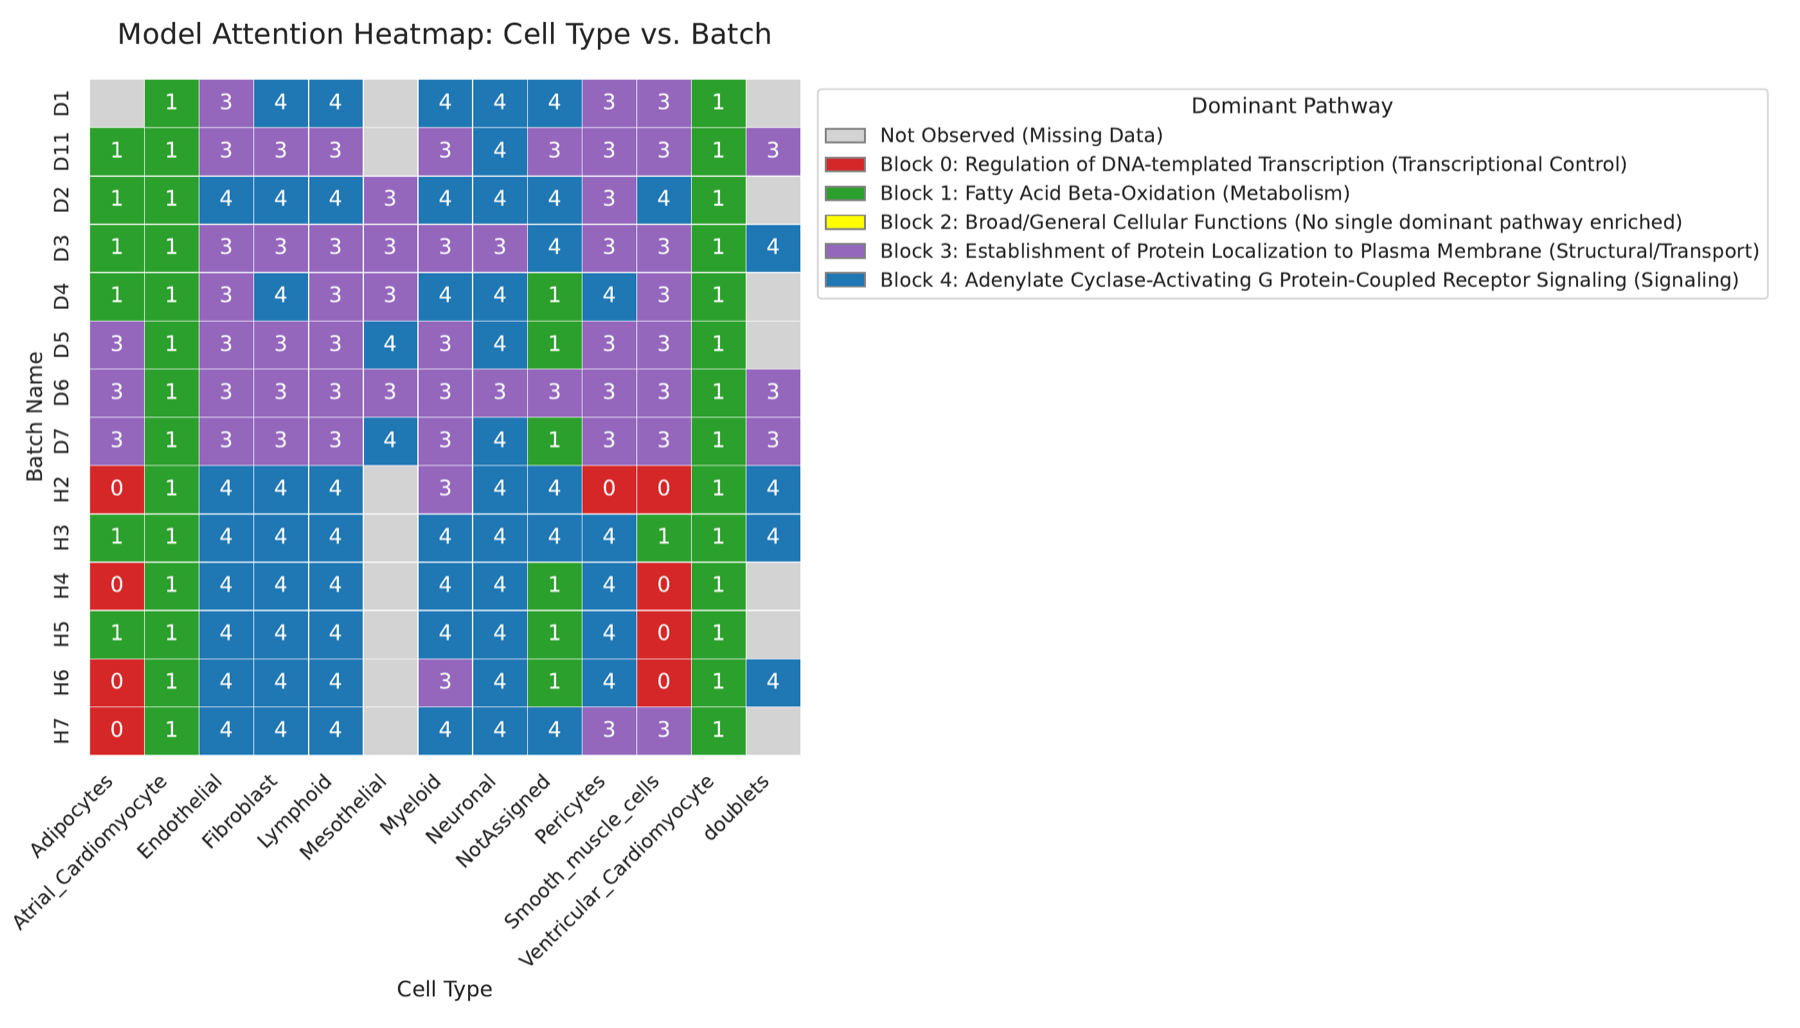 Model Attention Heatmap: Cell Type vs. Batch
Dominant Pathway
Not Observed (Missing Data)
Block 0: Regulation of DNA-templated Transcription (Transcriptional Control)
Block 1: Fatty Acid Beta-Oxidation (Metabolism)
Block 2: Broad/General Cellular Functions (No single dominant pathway enriched)
Block 3: Establishment of Protein Localization to Plasma Membrane (Structural/Transport)
Block 4: Adenylate Cyclase-Activating G Protein-Coupled Receptor Signaling (Signaling)
Batch Name
D1 1 3 4 4 4 4 4 3 3 1
D11 1 1 3 3 3 3 4 3 3 3 1 3
D2 1 1 4 4 4 3 4 4 4 3 4 1
D3 1 1 3 3 3 3 3 3 4 3 3 1 4
D4 1 1 3 4 3 3 4 4 1 4 3 1
D5 3 1 3 3 3 4 3 4 1 3 3 1
D6 3 1 3 3 3 3 3 3 3 3 3 1 3
D7 3 1 3 3 3 4 3 4 1 3 3 1 3
H2 0 1 4 4 4 3 4 4 0 0 1 4
H3 1 1 4 4 4 4 4 4 4 1 1 4
H4 0 1 4 4 4 4 4 1 4 0 1
H5 1 1 4 4 4 4 4 1 4 0 1
H6 0 1 4 4 4 3 4 1 4 0 1 4
H7 0 1 4 4 4 4 4 4 3 3 1
Adipocytes
Atrial_Cardiomyocyte
Endothelial
Fibroblast
Lymphoid
Mesothelial
Myeloid
Neuronal
NotAssigned
Pericytes
Smooth_muscle_cells
Ventricular_Cardiomyocyte
doublets
Cell Type